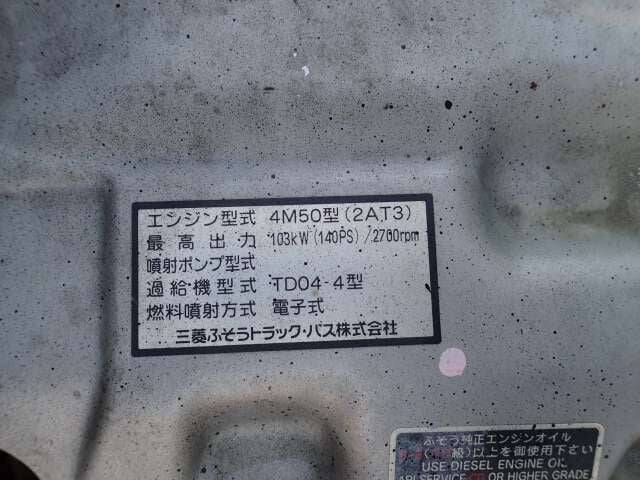 エンジン型式 4M50型(2AT3)
最高出力 103kW(140PS)/2700rpm
噴射ポンプ型式
過給機型式 TD04-4型
燃料噴射方式 電子式
三菱ふそうトラック・バス株式会社
ふそう純正エンジンオイル
級)以上を御使用下さい
USE DIESEL ENGINE OIL
API SERVICE OR HIGHER GRADE